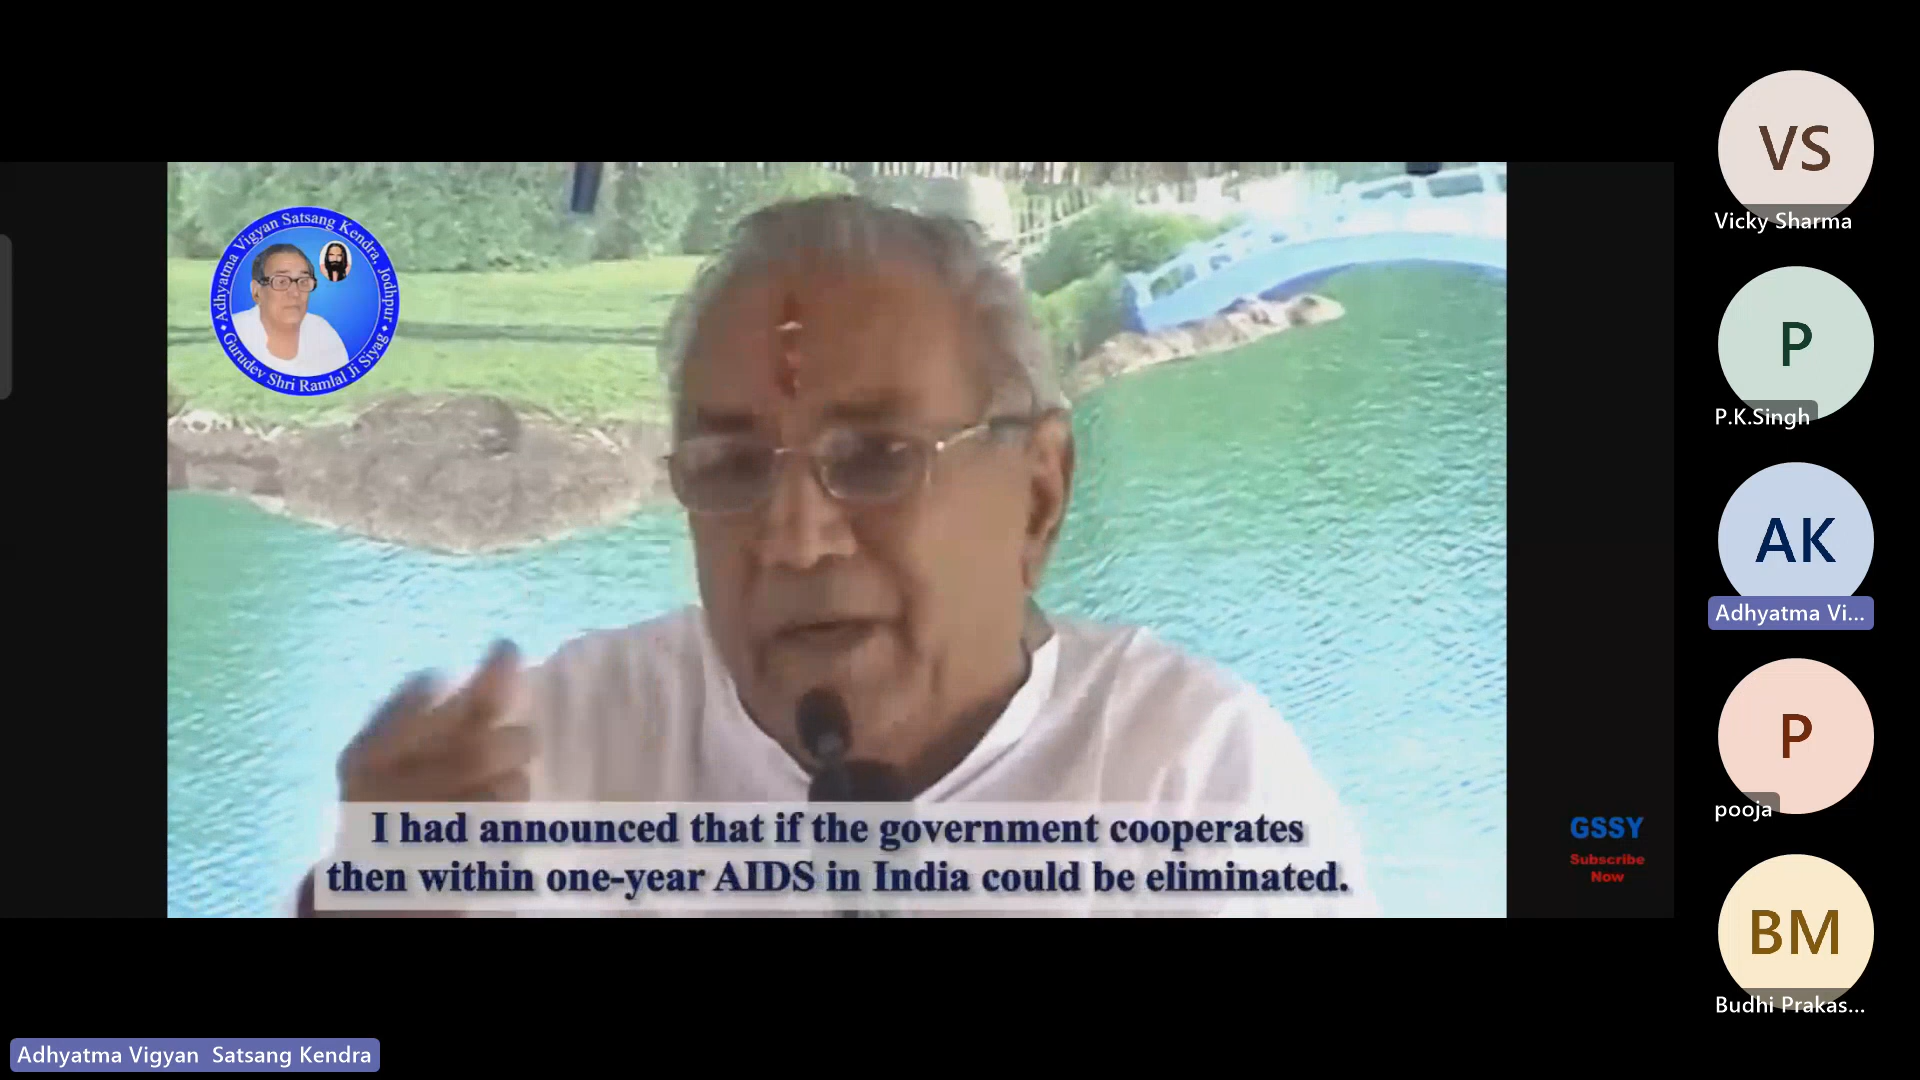 Adhyatma Vigyan Satsang Kendra, Jodhpur
Gurudev Shri Ramlal Ji Siyag
I had announced that if the government cooperates
then within one-year AIDS in India could be eliminated.
GSSY
Subscribe
Now
VS
Vicky Sharma
P
P.K.Singh
AK
Adhyatma Vi...
P
pooja
BM
Budhi Prakas...
Adhyatma Vigyan Satsang Kendra